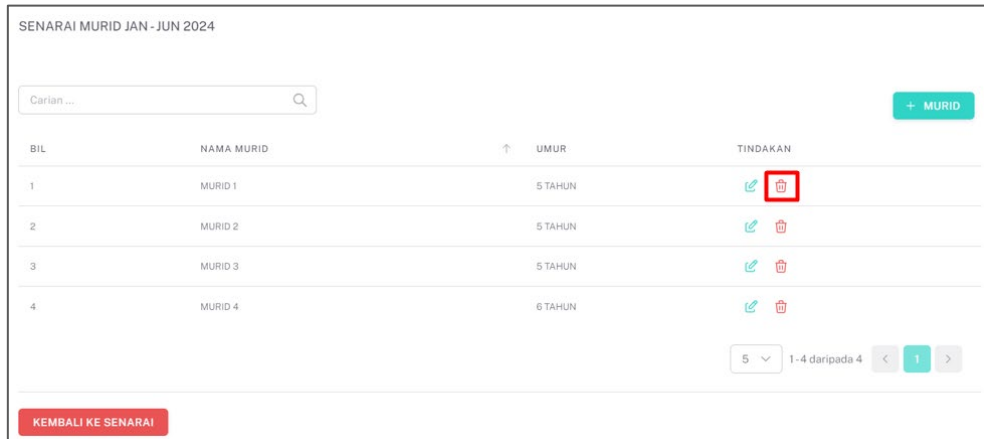 SENARAI MURID JAN - JUN 2024
Carian ...
+ MURID
BIL NAMA MURID ↑ UMUR TINDAKAN
1 MURID 1 5 TAHUN
2 MURID 2 5 TAHUN
3 MURID 3 5 TAHUN
4 MURID 4 6 TAHUN
5 1 - 4 daripada 4 < 1 >
KEMBALI KE SENARAI